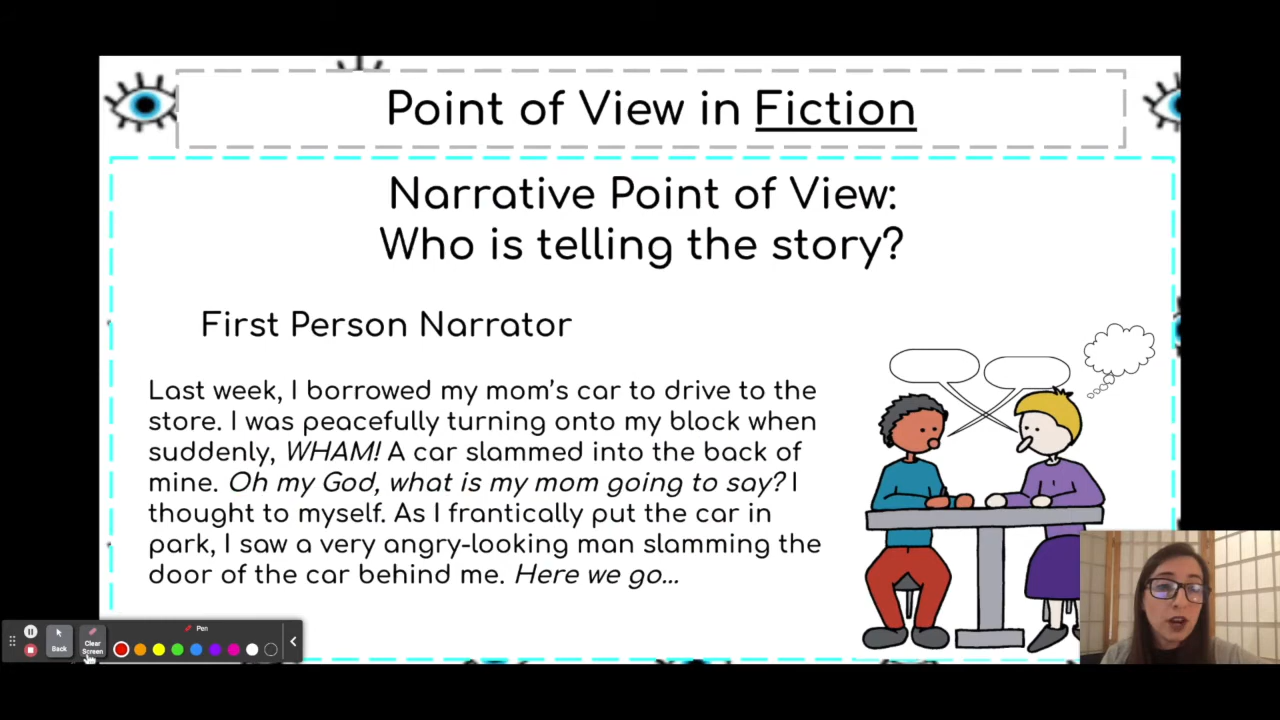 Point of View in Fiction
Narrative Point of View:
Who is telling the story?
First Person Narrator
Last week, I borrowed my mom's car to drive to the
store. I was peacefully turning onto my block when
suddenly, WHAM! A car slammed into the back of
mine. Oh my God, what is my mom going to say? I
thought to myself. As I frantically put the car in
park, I saw a very angry-looking man slamming the
door of the car behind me. Here we go...
Back
Clear
Screen
Pen